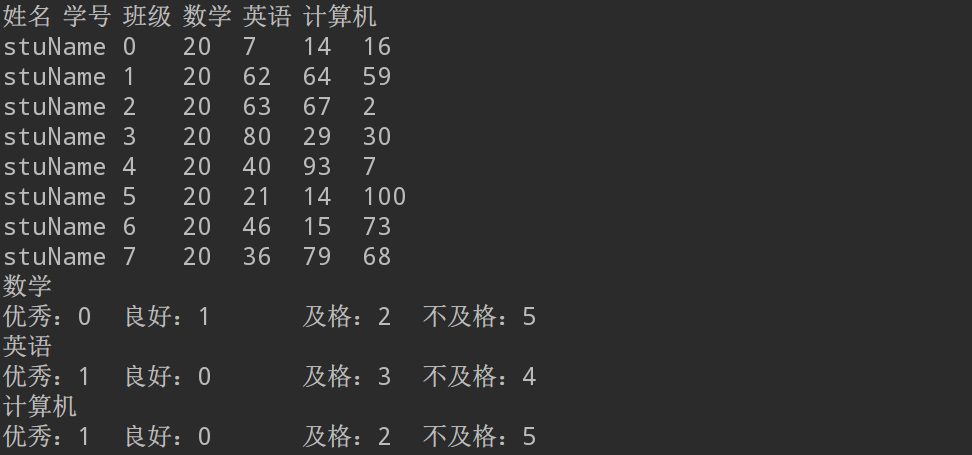 姓名 学号 班级 数学 英语 计算机
stuName 0 20 7 14 16
stuName 1 20 62 64 59
stuName 2 20 63 67 2
stuName 3 20 80 29 30
stuName 4 20 40 93 7
stuName 5 20 21 14 100
stuName 6 20 46 15 73
stuName 7 20 36 79 68
数学
优秀：0 良好：1 及格：2 不及格：5
英语
优秀：1 良好：0 及格：3 不及格：4
计算机
优秀：1 良好：0 及格：2 不及格：5